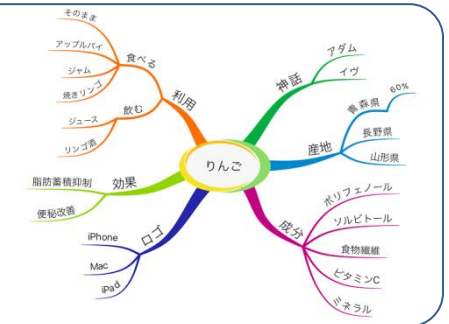 りんご
神話
アダム
イヴ
産地
青森県
60%
長野県
山形県
成分
ポリフェノール
ソルビトール
食物繊維
ビタミンC
ミネラル
ロゴ
iPhone
Mac
iPad
効果
脂肪蓄積抑制
便秘改善
利用
食べる
そのまま
アップルパイ
ジャム
焼きリンゴ
飲む
ジュース
リンゴ酒